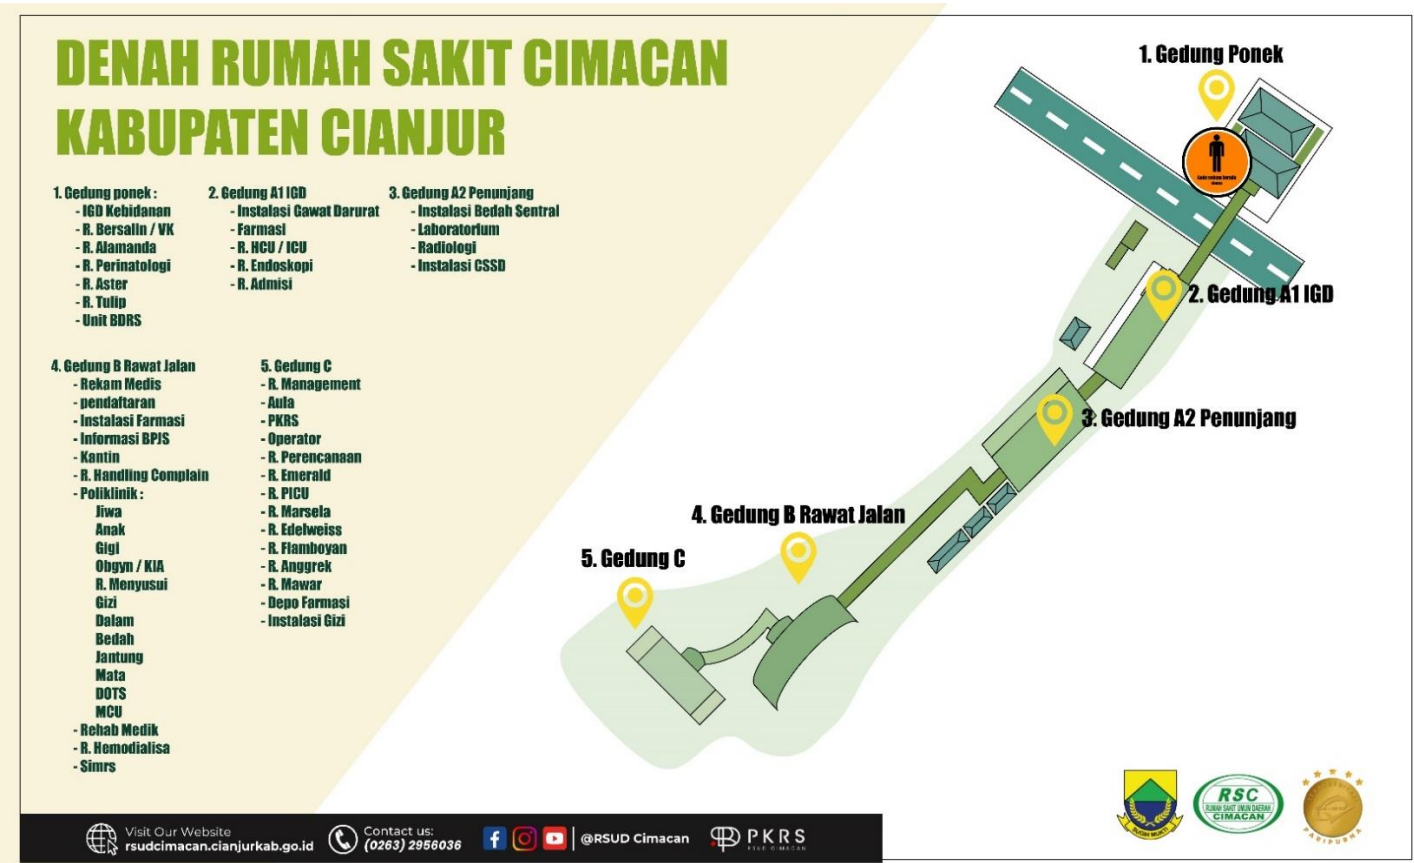 DENAH RUMAH SAKIT CIMACAN
KABUPATEN CIANJUR
1. Gedung ponek :
- IGD Kebidanan
- R. Bersalin / VK
- R. Alamanda
- R. Perinatologi
- R. Aster
- R. Tulip
- Unit BDRS
2. Gedung A1 IGD
- Instalasi Gawat Darurat
- Farmasi
- R. HCU / ICU
- R. Endoskopi
- R. Admisi
3. Gedung A2 Penunjang
- Instalasi Bedah Sentral
- Laboratorium
- Radiologi
- Instalasi CSSD
4. Gedung B Rawat Jalan
- Rekam Medis
- pendaftaran
- Instalasi Farmasi
- Informasi BPJS
- Kantin
- R. Handling Complain
- Poliklinik :
Jiwa
Anak
Gigi
Obgyn / KIA
R. Menyusui
Gizi
Dalam
Bedah
Jantung
Mata
DOTS
MCU
- Rehab Medik
- R. Hemodialisa
- Simrs
5. Gedung C
- R. Management
- Aula
- PKRS
- Operator
- R. Perencanaan
- R. Emerald
- R. PICU
- R. Marsela
- R. Edelweiss
- R. Flamboyan
- R. Anggrek
- R. Mawar
- Depo Farmasi
- Instalasi Gizi
1. Gedung Ponek
2. Gedung A1 IGD
3. Gedung A2 Penunjang
4. Gedung B Rawat Jalan
5. Gedung C
Visit Our Website
rsudcimacan.cianjurkab.go.id
Contact us:
(0263) 2956036
@RSUD Cimacan
PKRS
RSUD CIMACAN
SUGIH MUKTI
RSC
RUMAH SAKIT UMUM DAERAH
CIMACAN
PARIPURNA